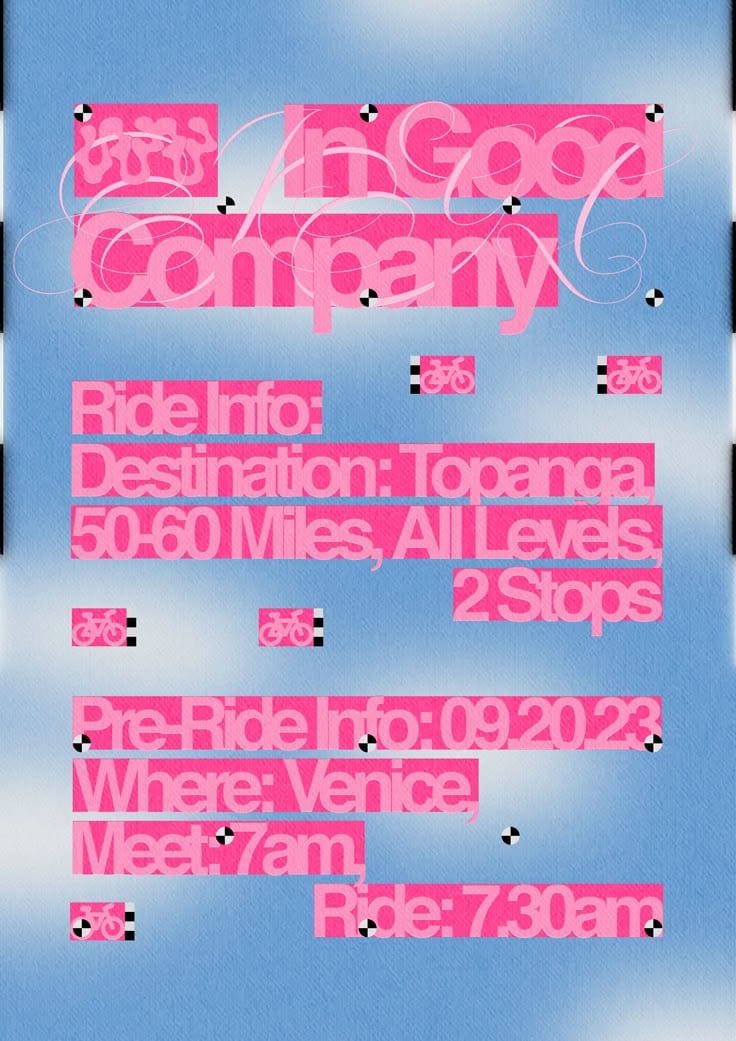 In Good
Company
Ride Info:
Destination: Topanga,
50-60 Miles, All Levels,
2 Stops
Pre-Ride Info: 09.20.23
Where: Venice,
Meet: 7am,
Ride: 7.30am